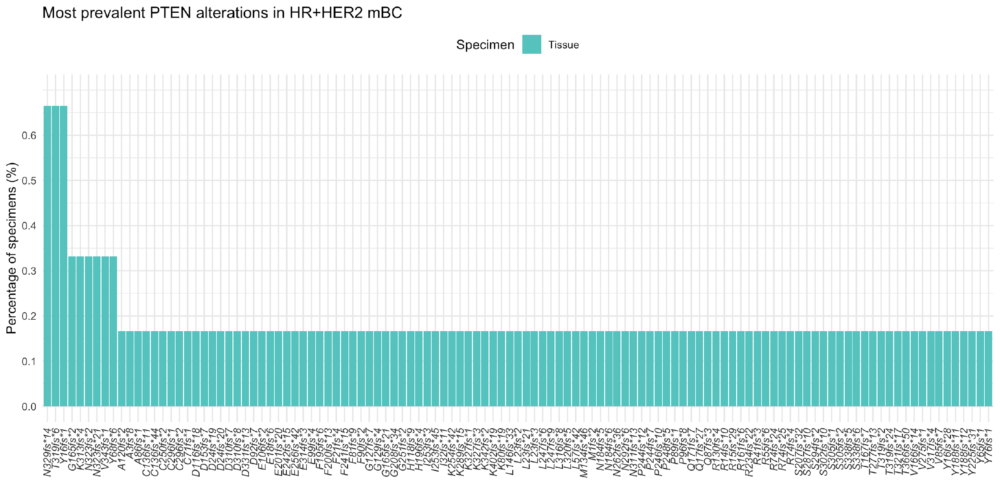 Most prevalent PTEN alterations in HR+HER2 mBC
Specimen Tissue
Percentage of specimens (%)
0.6
0.5
0.4
0.3
0.2
0.1
0.0
N329fs*14
T319fs*6
Y16fs*1
G165fs*2
K313fs*4
N323fs*2
N323fs*21
V343fs*1
Y68fs*6
A120fs*2
A3fs*8
A86fs*1
C136fs*11
C136fs*44
C250fs*2
C296fs*1
C296fs*2
C71fs*1
D116fs*18
D153fs*7
D24fs*19
D24fs*20
D310fs*7
D310fs*8
D331fs*13
D92fs*7
E106fs*2
E18fs*6
E201fs*20
E242fs*15
E256fs*42
E314fs*3
E99fs*4
F195fs*6
F200fs*13
F21fs*4
F241fs*15
F81fs*9
F90fs*2
G127fs*7
G129fs*4
G165fs*21
G208fs*34
G251fs*2
H118fs*9
H196fs*4
I253fs*3
I253fs*45
I32fs*11
K254fs*42
K289fs*15
K327fs*1
K327fs*3
K342fs*2
K402fs*19
K80fs*19
L146fs*33
L23fs*2
L23fs*21
L23fs*3
L247fs*6
L247fs*9
L316fs*8
L320fs*5
L57fs*42
M134fs*46
M1fs*2
N184fs*5
N184fs*6
N262fs*36
N292fs*6
N311fs*13
P244fs*12
P244fs*7
P246fs*10
P248fs*5
P89fs*1
P96fs*8
Q171fs*7
Q17fs*27
Q87fs*3
R130fs*4
R14fs*10
R15fs*29
R161fs*6
R234fs*22
R41fs*3
R55fs*6
R74fs*24
R74fs*25
R74fs*4
S207fs*32
S287fs*10
S294fs*2
S302fs*10
S305fs*1
S305fs*2
S338fs*5
S338fs*6
T167fs*7
T277fs*13
T319fs*2
T319fs*24
T321fs*17
T366fs*50
V166fs*14
V275fs*1
V317fs*4
V85fs*7
Y16fs*28
Y188fs*11
Y188fs*12
Y225fs*31
Y65fs*1
Y76fs*1